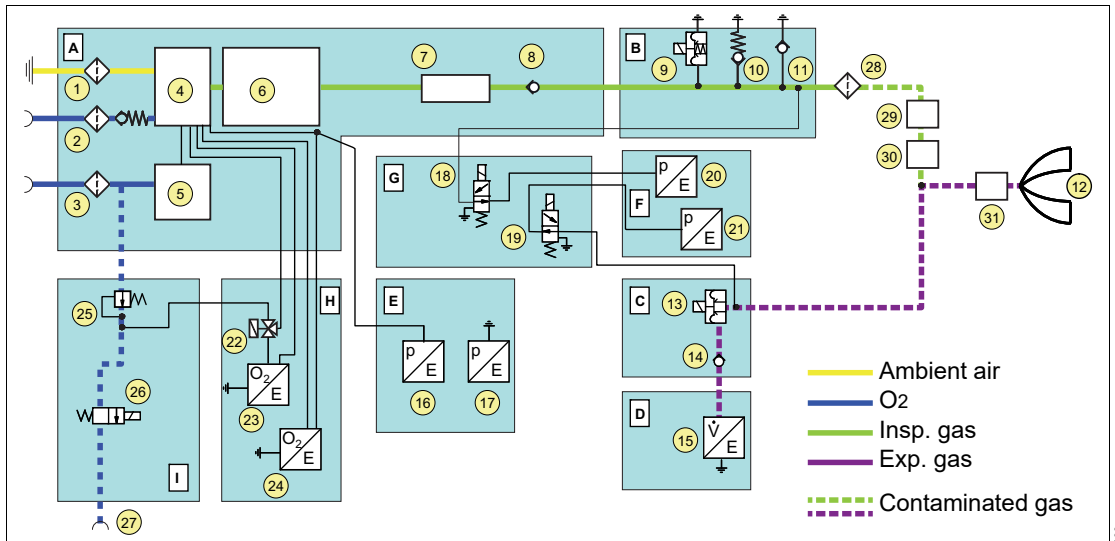 A
B
1
2
3
4
5
6
7
8
9
10
11
28
29
30
31
12
G
18
19
F
p
E
20
p
E
21
C
13
14
H
E
I
25
26
27
22
O2
E
23
O2
E
24
p
E
16
p
E
17
D
15
V̇
E
Ambient air
O2
Insp. gas
Exp. gas
Contaminated gas